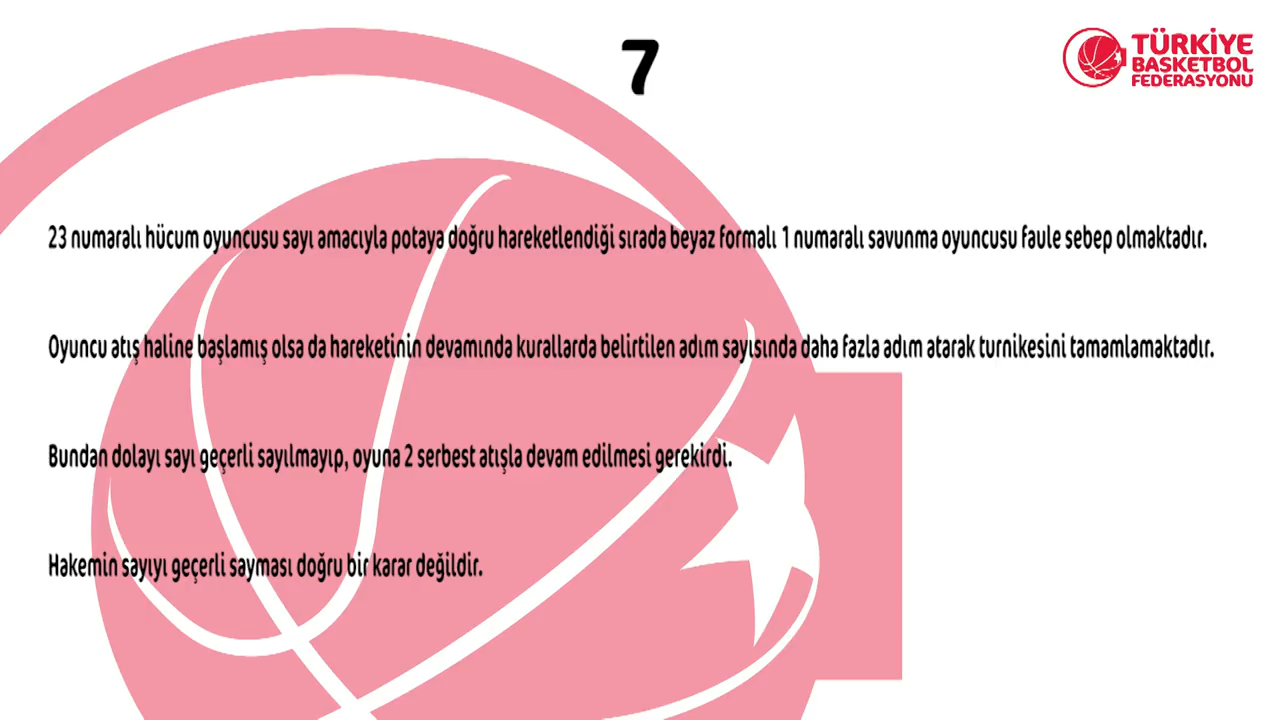 7
TÜRKİYE
BASKETBOL
FEDERASYONU
23 numaralı hücum oyuncusu sayı amacıyla potaya doğru hareketlendiği sırada beyaz formalı 1 numaralı savunma oyuncusu faule sebep olmaktadır.
Oyuncu atış haline başlamış olsa da hareketinin devamında kurallarda belirtilen adım sayısında daha fazla adım atarak turnikesini tamamlamaktadır.
Bundan dolayı sayı geçerli sayılmayıp, oyuna 2 serbest atışla devam edilmesi gerekirdi.
Hakemin sayıyı geçerli sayması doğru bir karar değildir.